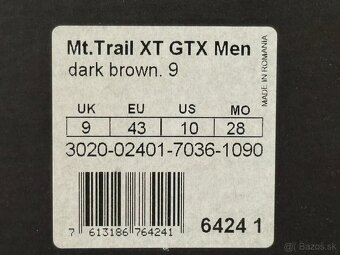 Mt.Trail XT GTX Men
dark brown. 9
UK EU US MO
9 43 10 28
3020-02401-7036-1090
7 613186 764241
6424 1
MADE IN ROMANIA
Bazoš.sk